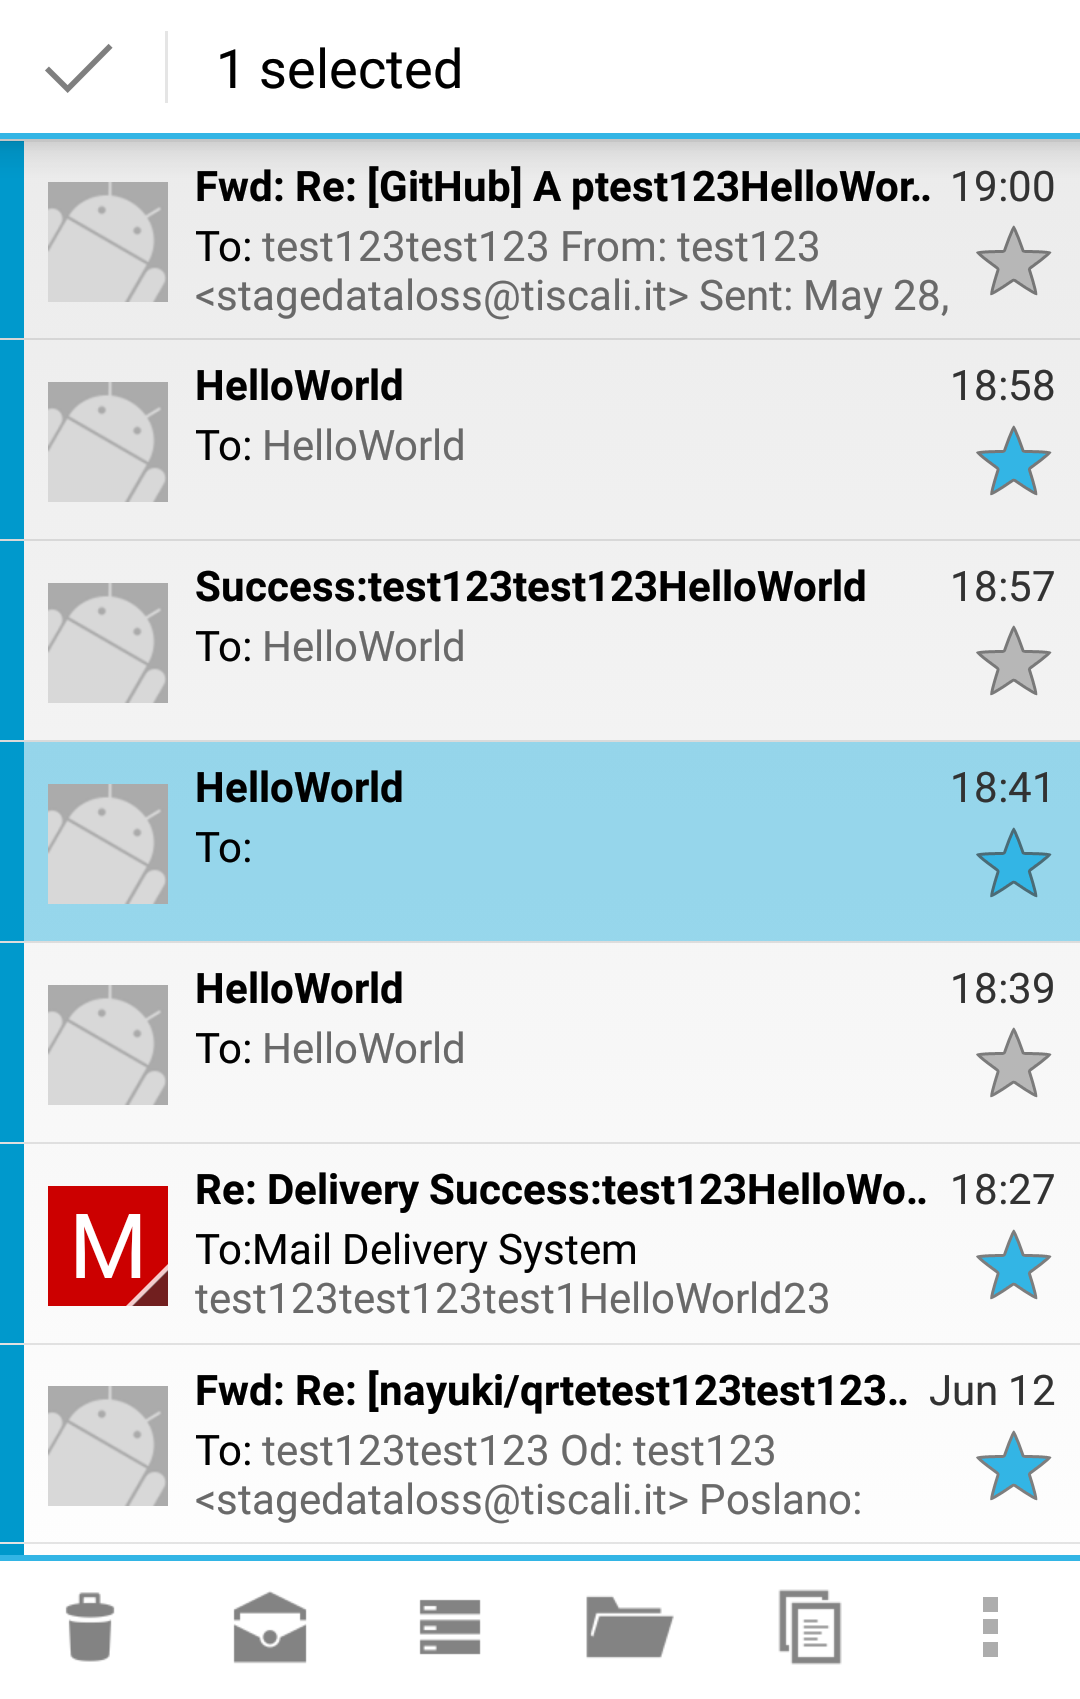 1 selected
Fwd: Re: [GitHub] A ptest123HelloWor.. 19:00
To: test123test123 From: test123
<stagedataloss@tiscali.it> Sent: May 28,
HelloWorld 18:58
To: HelloWorld
Success:test123test123HelloWorld 18:57
To: HelloWorld
HelloWorld 18:41
To:
HelloWorld 18:39
To: HelloWorld
M
Re: Delivery Success:test123HelloWo.. 18:27
To:Mail Delivery System
test123test123test1HelloWorld23
Fwd: Re: [nayuki/qrtetest123test123.. Jun 12
To: test123test123 Od: test123
<stagedataloss@tiscali.it> Poslano: